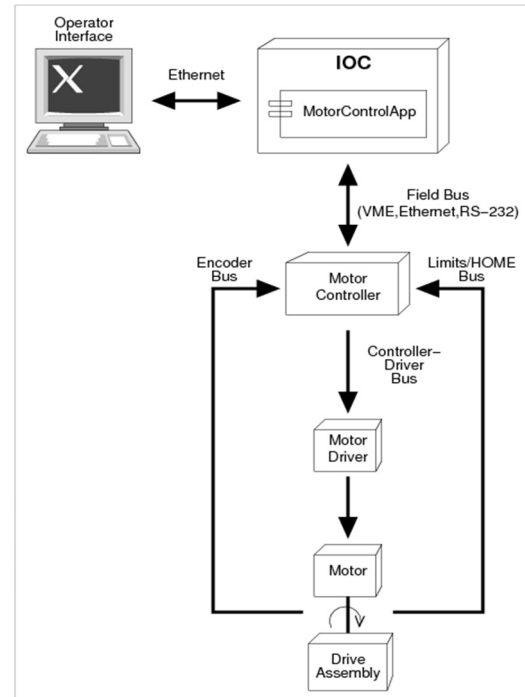 Operator
Interface
Ethernet
IOC
MotorControlApp
Field Bus
(VME,Ethernet,RS-232)
Encoder
Bus
Motor
Controller
Limits/HOME
Bus
Controller-
Driver
Bus
Motor
Driver
Motor
Drive
Assembly